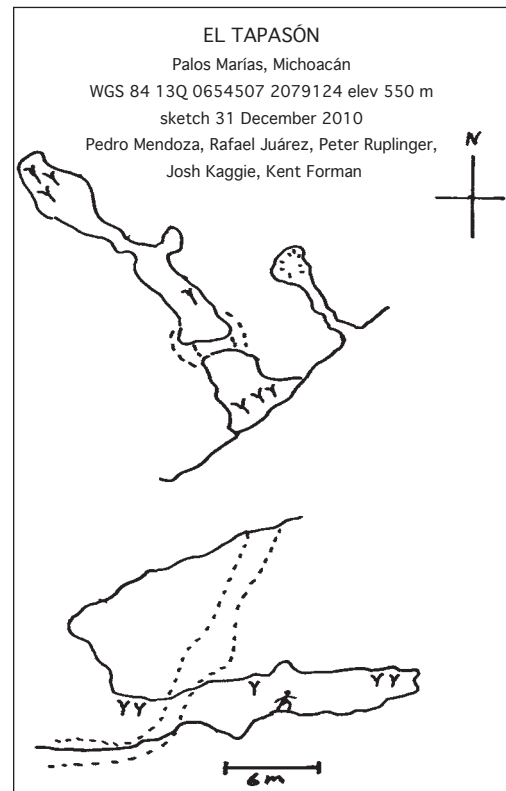 EL TAPASÓN
Palos Marías, Michoacán
WGS 84 13Q 0654507 2079124 elev 550 m
sketch 31 December 2010
Pedro Mendoza, Rafael Juárez, Peter Ruplinger,
Josh Kaggie, Kent Forman
N
6 m